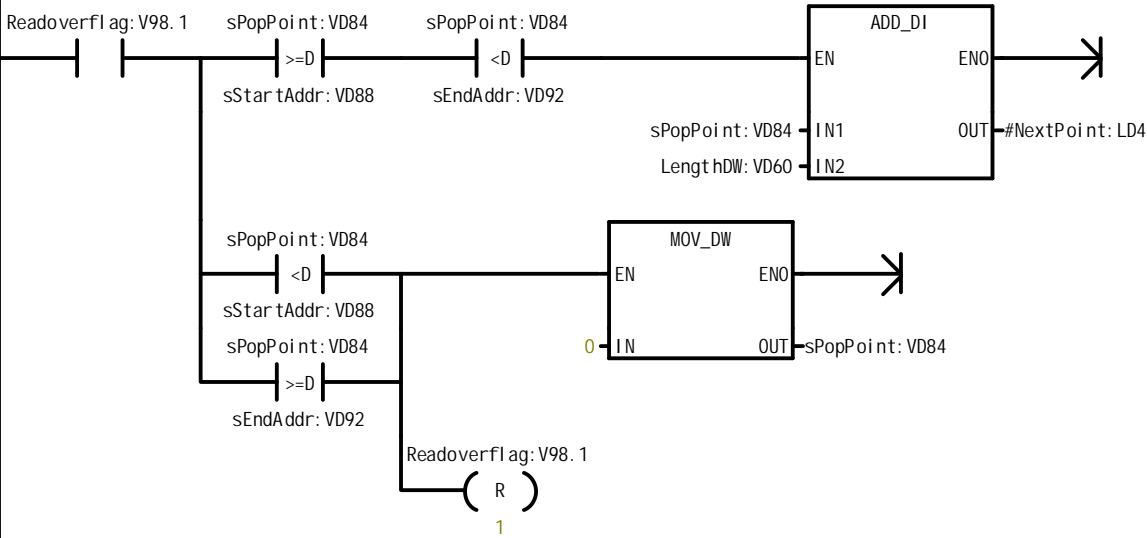 Readoverflag:V98.1 sPopPoint:VD84 sPopPoint:VD84 ADD_DI
>=D <D EN ENO
sStartAddr:VD88 sEndAddr:VD92
sPopPoint:VD84 IN1 OUT #NextPoint:LD4
LengthDW:VD60 IN2
sPopPoint:VD84 MOV_DW
<D EN ENO
sStartAddr:VD88
sPopPoint:VD84 0 IN OUT sPopPoint:VD84
>=D
sEndAddr:VD92
Readoverflag:V98.1
R
1